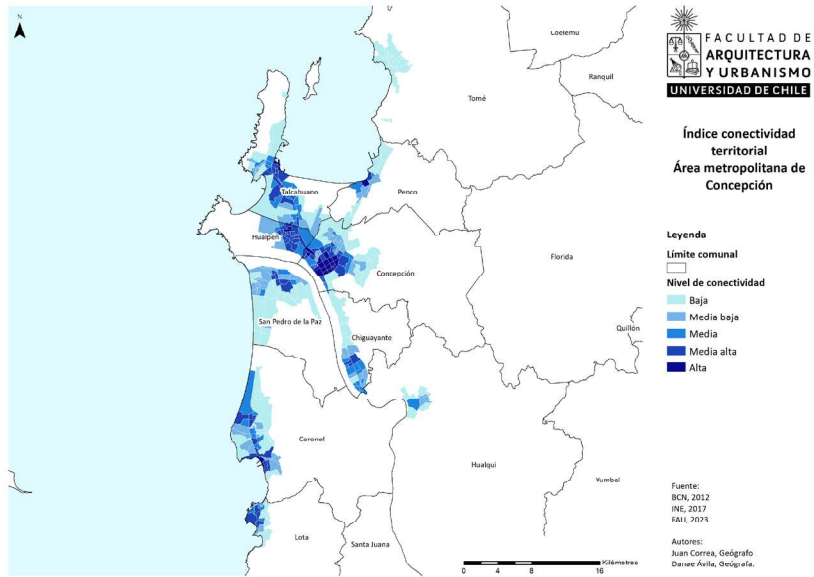 N
FACULTAD DE
ARQUITECTURA
Y URBANISMO
UNIVERSIDAD DE CHILE
Índice conectividad
territorial
Área metropolitana de
Concepción
Leyenda
Límite comunal
Nivel de conectividad
Baja
Media baja
Media
Media alta
Alta
Coelemu
Ranquil
Tomé
Talcahuano
Penco
Hualpén
Concepción
Florida
San Pedro de la Paz
Chiguayante
Quillón
Coronel
Hualqui
Yumbel
Lota
Santa Juana
Kilómetros
0 4 8 16
Fuente:
BCN, 2012
INE, 2017
FAU, 2023
Autores:
Juan Correa, Geógrafo
Danae Ávila, Geógrafa.